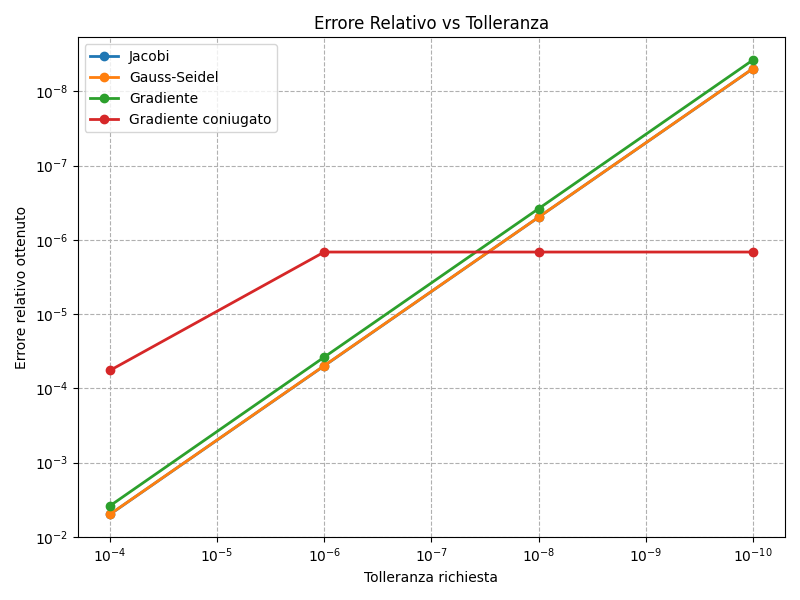 Errore Relativo vs Tolleranza
Jacobi
Gauss-Seidel
Gradiente
Gradiente coniugato
Errore relativo ottenuto
10⁻⁸
10⁻⁷
10⁻⁶
10⁻⁵
10⁻⁴
10⁻³
10⁻²
10⁻⁴ 10⁻⁵ 10⁻⁶ 10⁻⁷ 10⁻⁸ 10⁻⁹ 10⁻¹⁰
Tolleranza richiesta